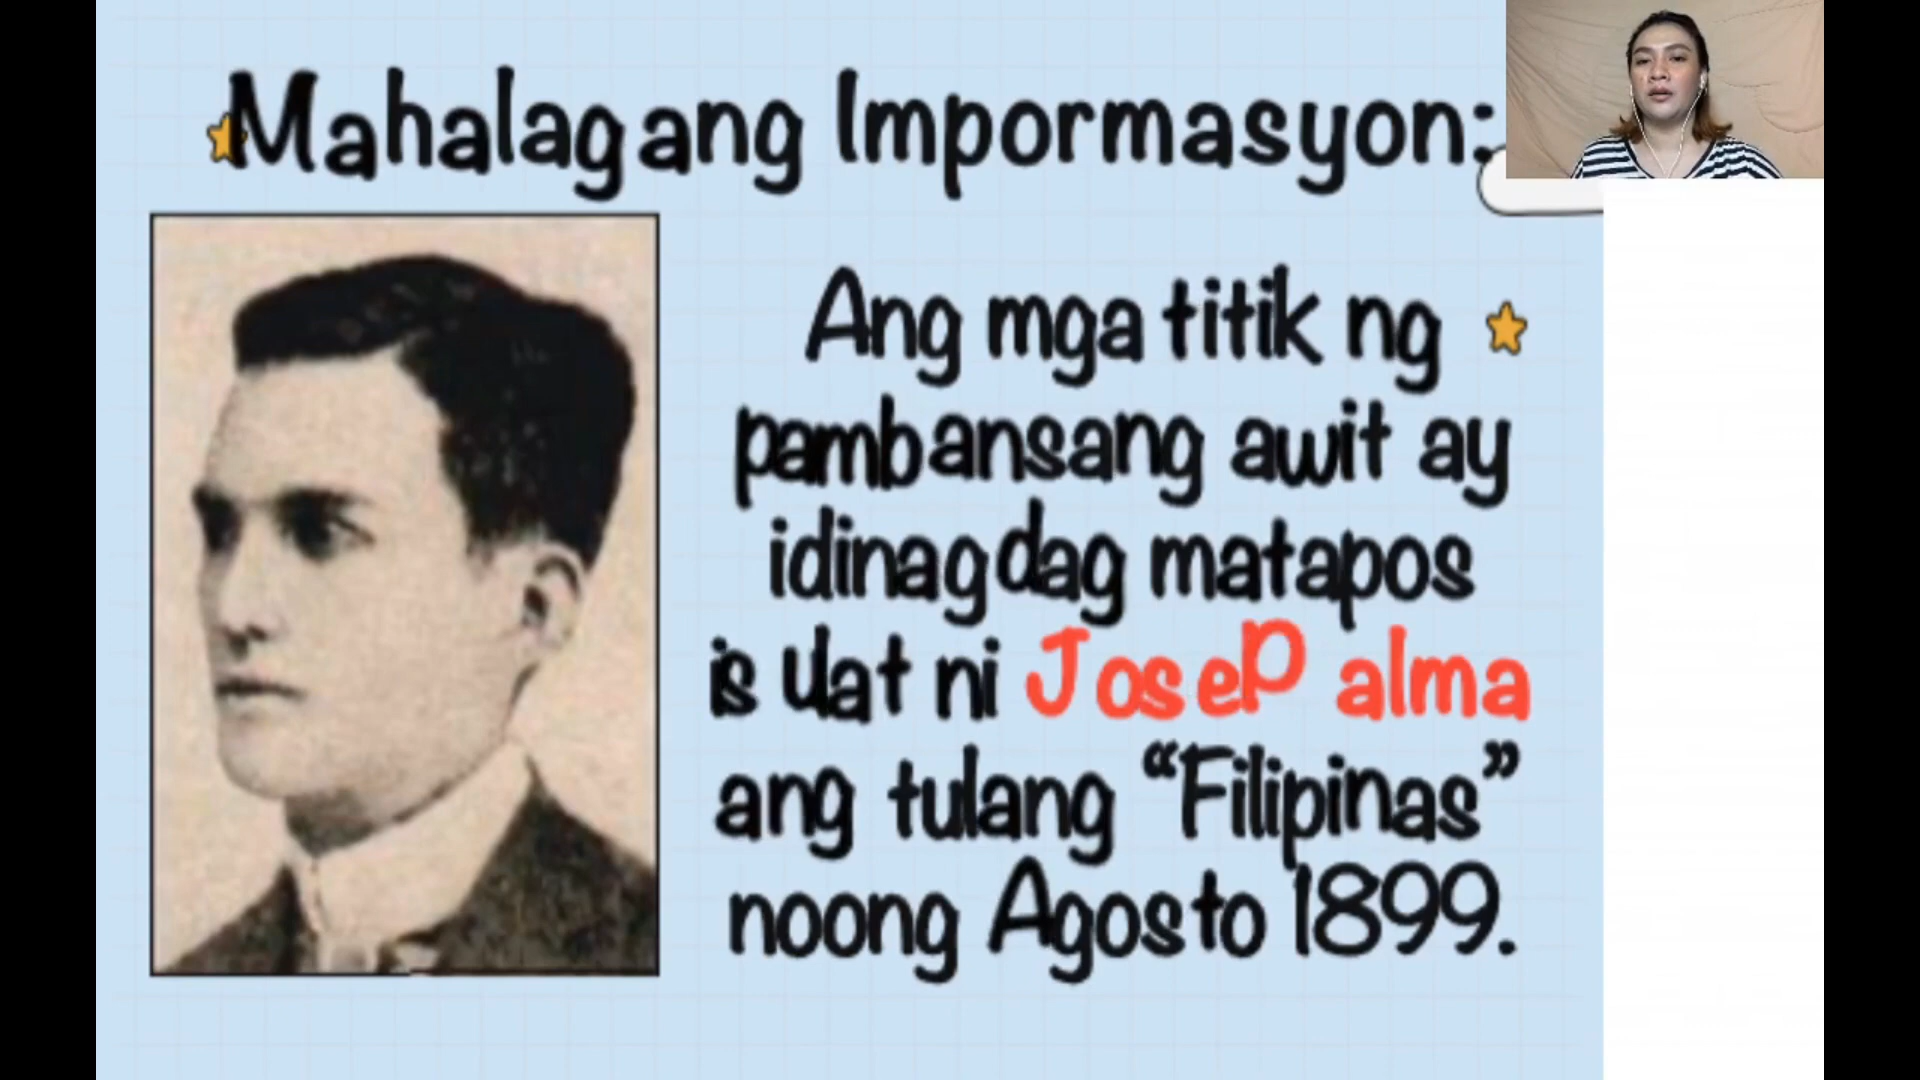 Mahalagang Impormasyon:
Ang mga titik ng
pambansang awit ay
idinagdag matapos
isulat ni JoseP alma
ang tulang “Filipinas”
noong Agosto 1899.